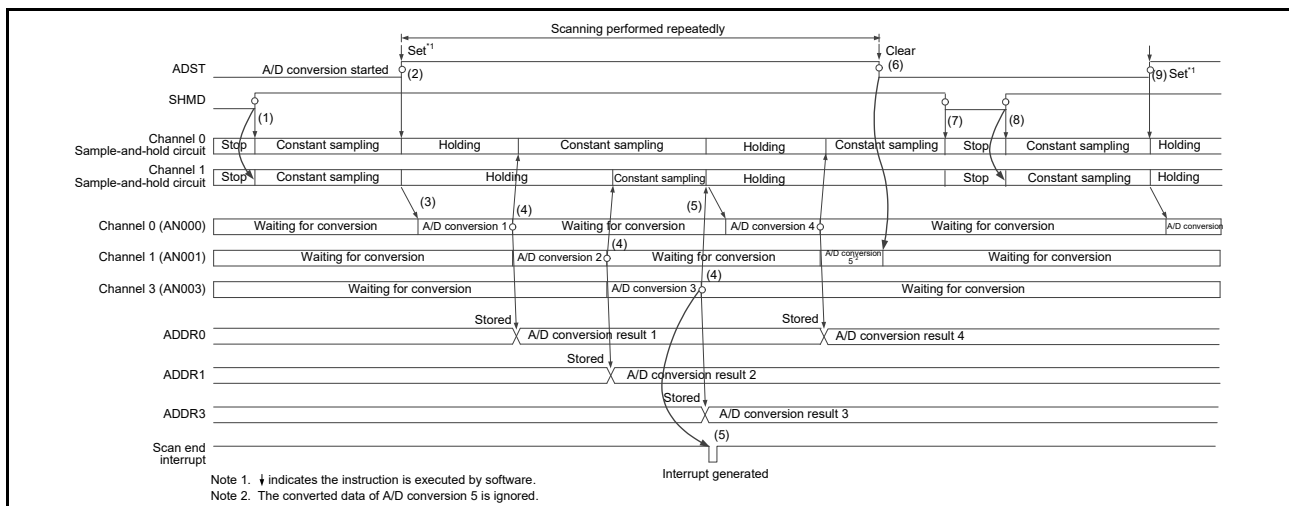 Scanning performed repeatedly
Set*1
Clear
ADST
A/D conversion started
(2)
(6)
(9)
Set*1
SHMD
(1)
(7)
(8)
Channel 0
Sample-and-hold circuit
Stop
Constant sampling
Holding
Constant sampling
Holding
Constant sampling
Stop
Constant sampling
Holding
Channel 1
Sample-and-hold circuit
Stop
Constant sampling
Holding
Constant sampling
Holding
Stop
Constant sampling
Holding
(3)
(4)
(5)
Channel 0 (AN000)
Waiting for conversion
A/D conversion 1
Waiting for conversion
A/D conversion 4
Waiting for conversion
A/D conversion
(4)
Channel 1 (AN001)
Waiting for conversion
A/D conversion 2
Waiting for conversion
A/D conversion
5
Waiting for conversion
(4)
Channel 3 (AN003)
Waiting for conversion
A/D conversion 3
Waiting for conversion
Stored
Stored
ADDR0
A/D conversion result 1
A/D conversion result 4
Stored
ADDR1
A/D conversion result 2
Stored
ADDR3
A/D conversion result 3
(5)
Scan end
interrupt
Interrupt generated
Note 1. ↓ indicates the instruction is executed by software.
Note 2. The converted data of A/D conversion 5 is ignored.